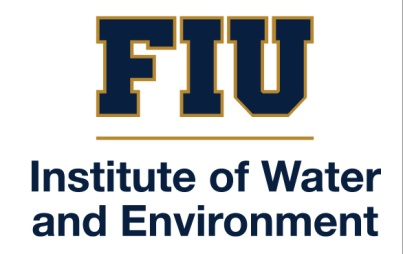 FIU
Institute of Water
and Environment